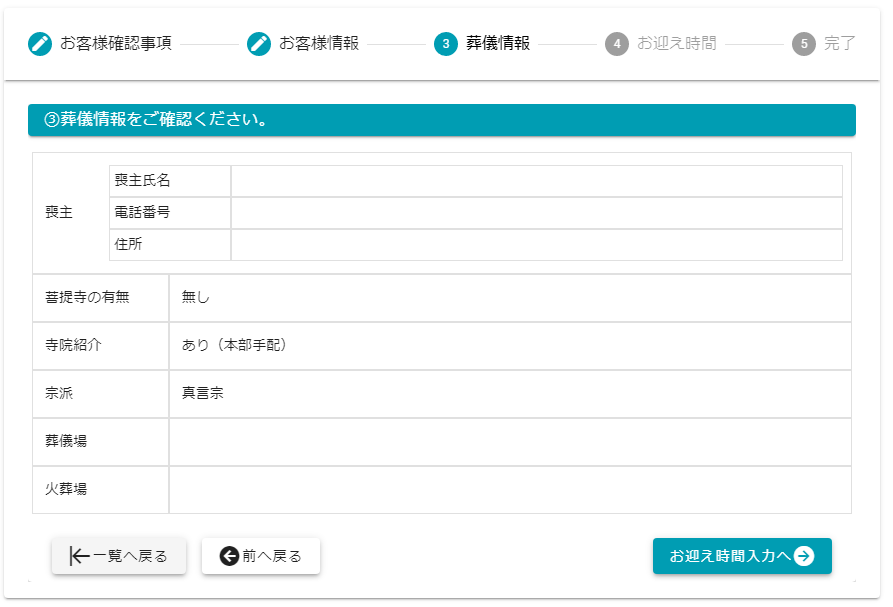 お客様確認事項 お客様情報 3 葬儀情報 4 お迎え時間 5 完了
③葬儀情報をご確認ください。
喪主
喪主氏名
電話番号
住所
菩提寺の有無 無し
寺院紹介 あり（本部手配）
宗派 真言宗
葬儀場
火葬場
一覧へ戻る 前へ戻る お迎え時間入力へ